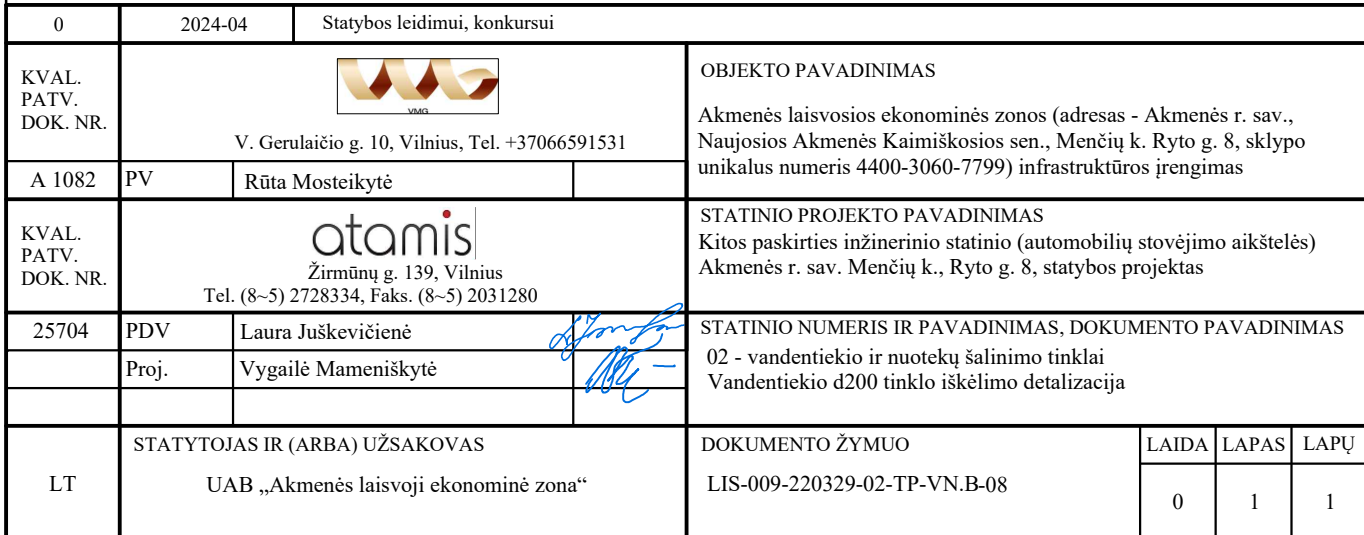 0 2024-04 Statybos leidimui, konkursui
KVAL.
PATV.
DOK. NR.
VMG
V. Gerulaičio g. 10, Vilnius, Tel. +37066591531
OBJEKTO PAVADINIMAS
Akmenės laisvosios ekonominės zonos (adresas - Akmenės r. sav.,
Naujosios Akmenės Kaimiškosios sen., Menčių k. Ryto g. 8, sklypo
unikalus numeris 4400-3060-7799) infrastruktūros įrengimas
A 1082 PV Rūta Mosteikytė
KVAL.
PATV.
DOK. NR.
atamis
Žirmūnų g. 139, Vilnius
Tel. (8~5) 2728334, Faks. (8~5) 2031280
STATINIO PROJEKTO PAVADINIMAS
Kitos paskirties inžinerinio statinio (automobilių stovėjimo aikštelės)
Akmenės r. sav. Menčių k., Ryto g. 8, statybos projektas
25704 PDV Laura Juškevičienė
Proj. Vygailė Mameniškytė
STATINIO NUMERIS IR PAVADINIMAS, DOKUMENTO PAVADINIMAS
02 - vandentiekio ir nuotekų šalinimo tinklai
Vandentiekio d200 tinklo iškėlimo detalizacija
LT
STATYTOJAS IR (ARBA) UŽSAKOVAS
UAB „Akmenės laisvoji ekonominė zona“
DOKUMENTO ŽYMUO
LIS-009-220329-02-TP-VN.B-08
LAIDA LAPAS LAPŲ
0 1 1